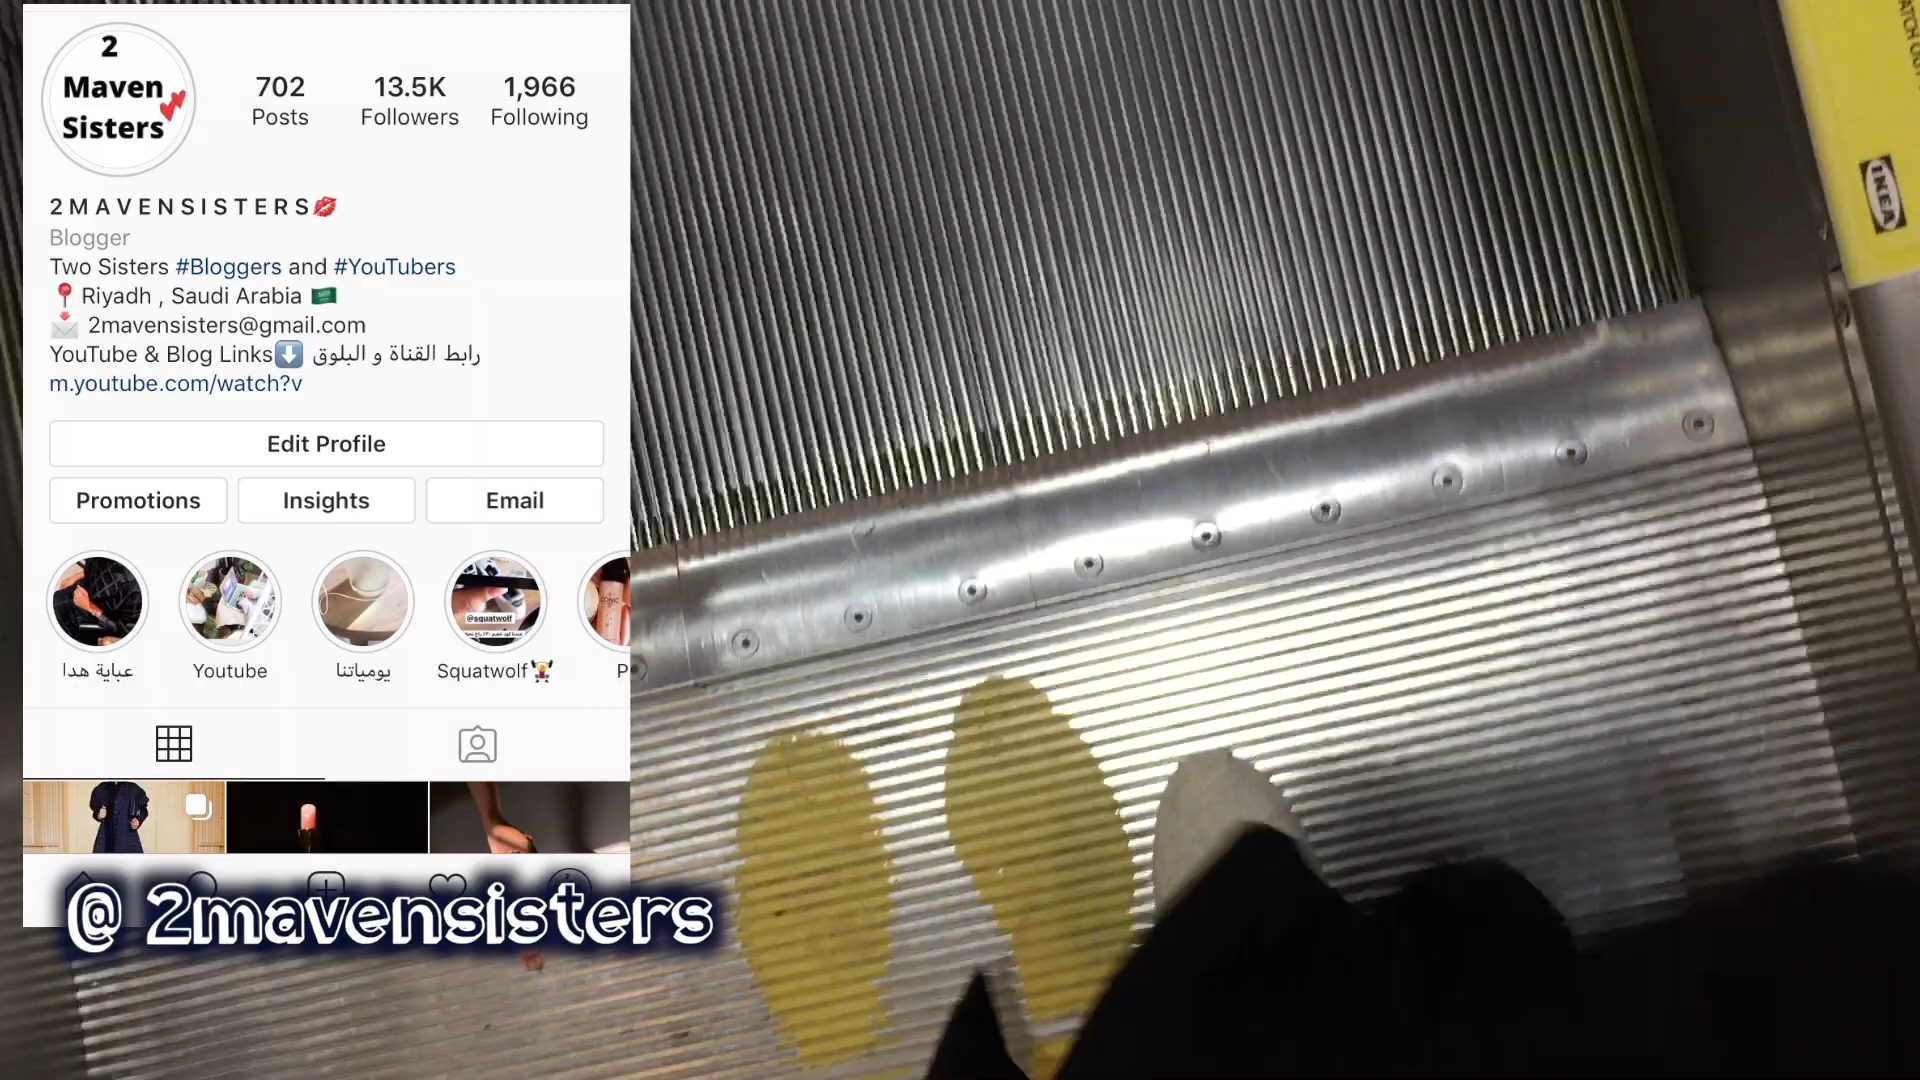 2
Maven
Sisters
702
Posts
13.5K
Followers
1,966
Following
2MAVENSISTERS
Blogger
Two Sisters #Bloggers and #YouTubers
Riyadh , Saudi Arabia
2mavensisters@gmail.com
YouTube & Blog Links رابط القناة و البلوق
m.youtube.com/watch?v
Edit Profile
Promotions
Insights
Email
@squatwolf
عباية هدا
Youtube
يومياتنا
Squatwolf
P
@ 2mavensisters
IKEA